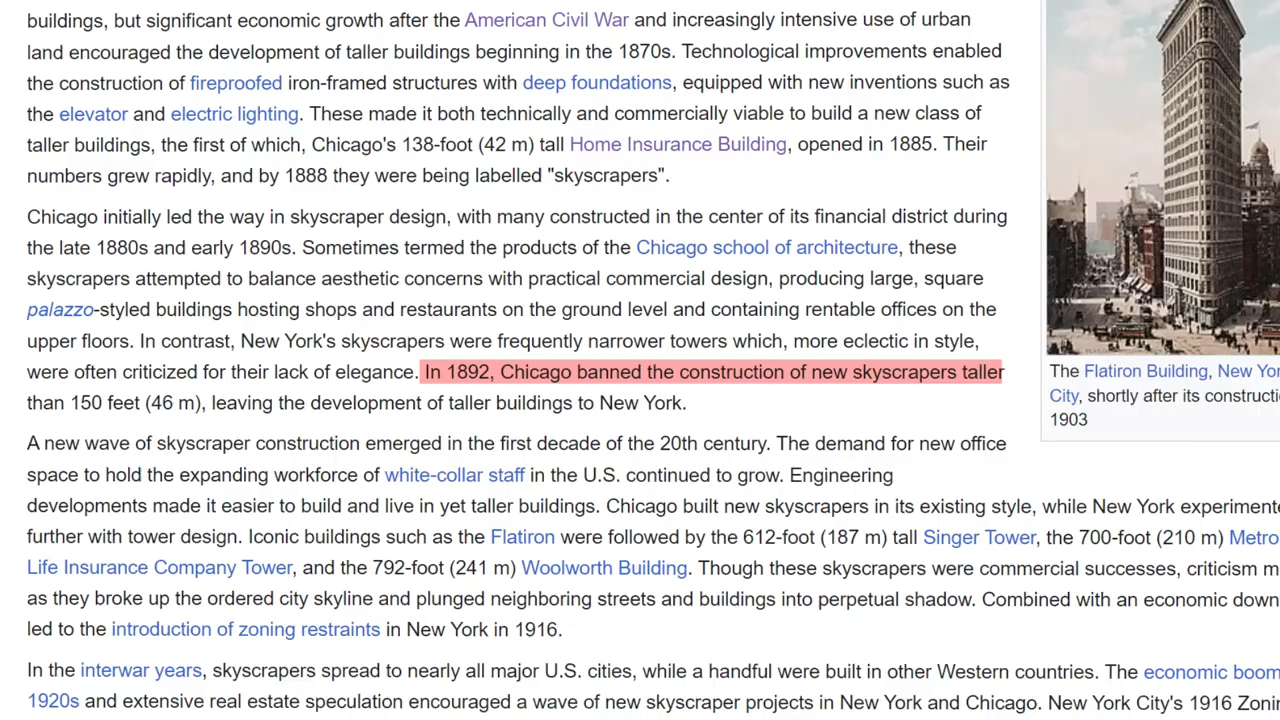 buildings, but significant economic growth after the American Civil War and increasingly intensive use of urban
land encouraged the development of taller buildings beginning in the 1870s. Technological improvements enabled
the construction of fireproofed iron-framed structures with deep foundations, equipped with new inventions such as
the elevator and electric lighting. These made it both technically and commercially viable to build a new class of
taller buildings, the first of which, Chicago's 138-foot (42 m) tall Home Insurance Building, opened in 1885. Their
numbers grew rapidly, and by 1888 they were being labelled "skyscrapers".
Chicago initially led the way in skyscraper design, with many constructed in the center of its financial district during
the late 1880s and early 1890s. Sometimes termed the products of the Chicago school of architecture, these
skyscrapers attempted to balance aesthetic concerns with practical commercial design, producing large, square
palazzo-styled buildings hosting shops and restaurants on the ground level and containing rentable offices on the
upper floors. In contrast, New York's skyscrapers were frequently narrower towers which, more eclectic in style,
were often criticized for their lack of elegance. In 1892, Chicago banned the construction of new skyscrapers taller
than 150 feet (46 m), leaving the development of taller buildings to New York.
The Flatiron Building, New Yor
City, shortly after its constructi
1903
A new wave of skyscraper construction emerged in the first decade of the 20th century. The demand for new office
space to hold the expanding workforce of white-collar staff in the U.S. continued to grow. Engineering
developments made it easier to build and live in yet taller buildings. Chicago built new skyscrapers in its existing style, while New York experimente
further with tower design. Iconic buildings such as the Flatiron were followed by the 612-foot (187 m) tall Singer Tower, the 700-foot (210 m) Metro
Life Insurance Company Tower, and the 792-foot (241 m) Woolworth Building. Though these skyscrapers were commercial successes, criticism m
as they broke up the ordered city skyline and plunged neighboring streets and buildings into perpetual shadow. Combined with an economic down
led to the introduction of zoning restraints in New York in 1916.
In the interwar years, skyscrapers spread to nearly all major U.S. cities, while a handful were built in other Western countries. The economic boom
1920s and extensive real estate speculation encouraged a wave of new skyscraper projects in New York and Chicago. New York City's 1916 Zoni